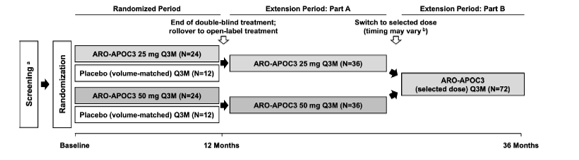 Randomized Period
Extension Period: Part A
Extension Period: Part B
End of double-blind treatment;
rollover to open-label treatment
Switch to selected dose
(timing may vary b)
Screening a
Randomization
ARO-APOC3 25 mg Q3M (N=24)
Placebo (volume-matched) Q3M (N=12)
ARO-APOC3 50 mg Q3M (N=24)
Placebo (volume-matched) Q3M (N=12)
ARO-APOC3 25 mg Q3M (N=36)
ARO-APOC3 50 mg Q3M (N=36)
ARO-APOC3
(selected dose) Q3M (N=72)
Baseline
12 Months
36 Months